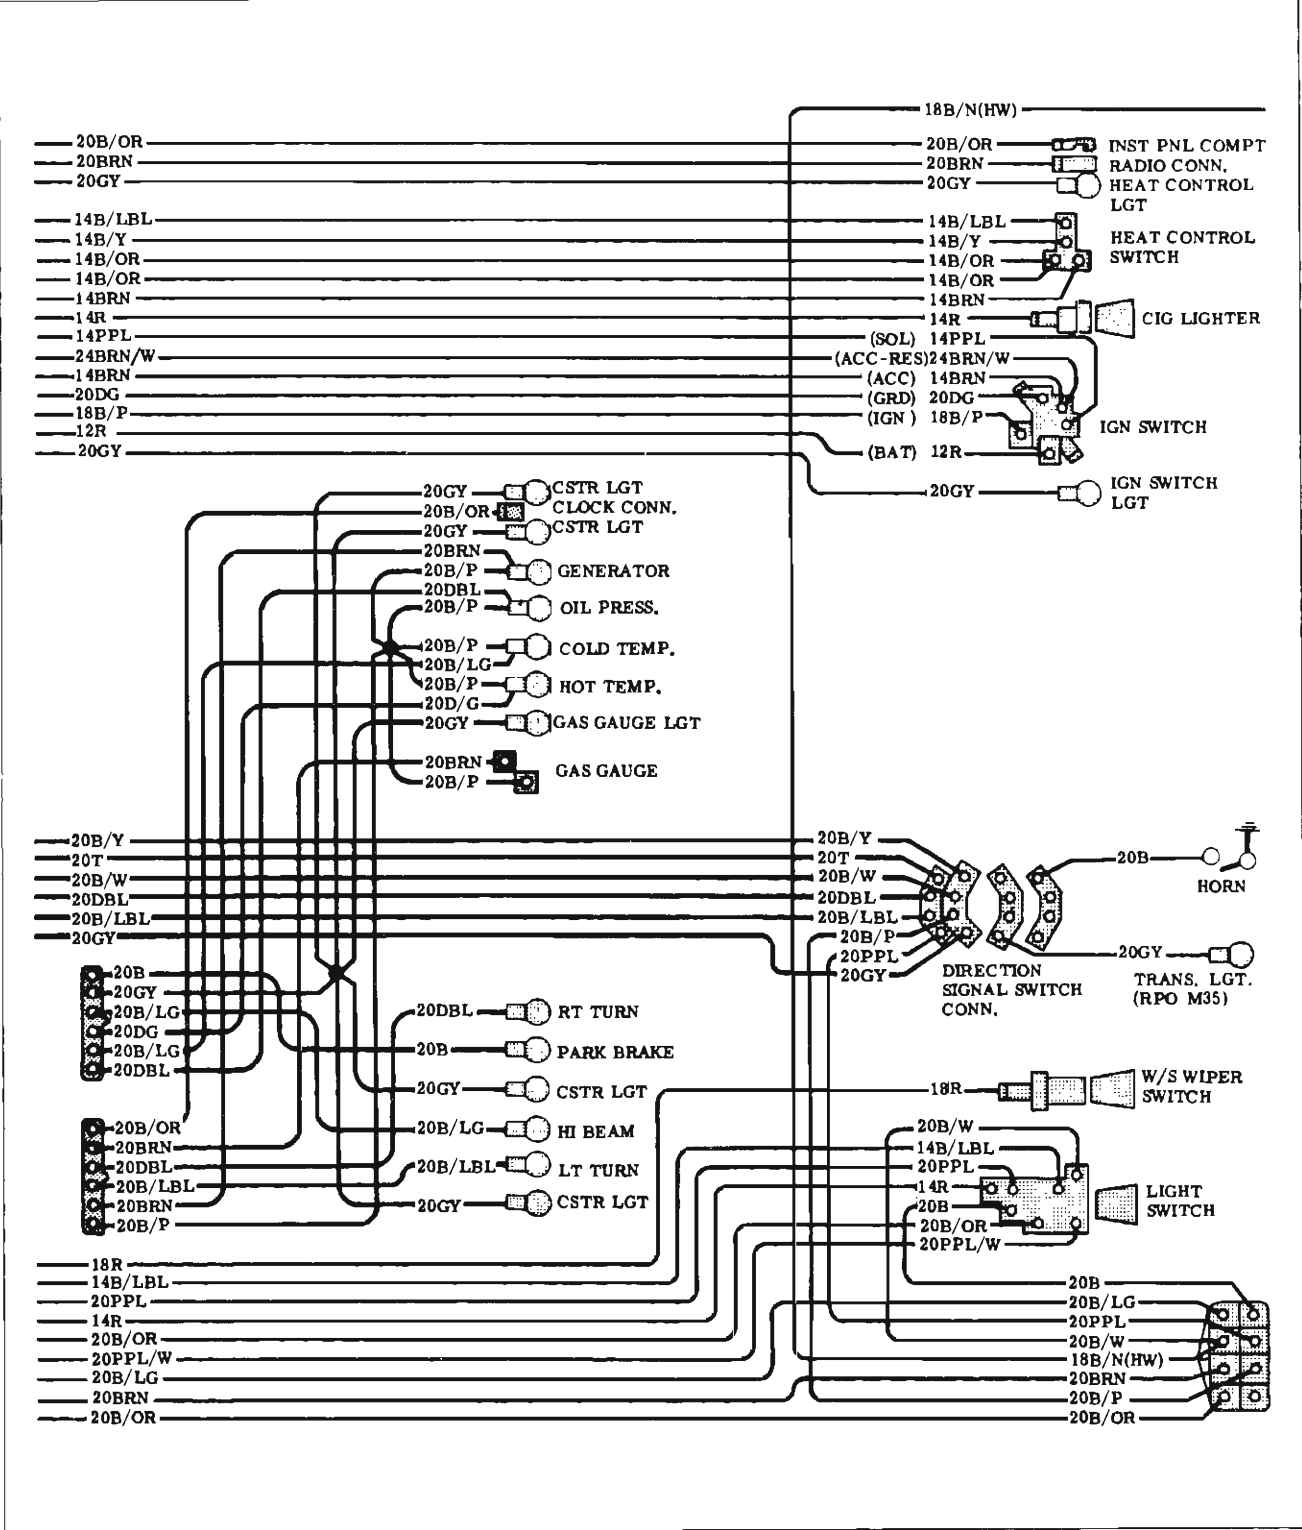 18B/N(HW)
20B/OR 20B/OR INST PNL COMPT
20BRN 20BRN RADIO CONN.
20GY 20GY HEAT CONTROL
LGT
14B/LBL 14B/LBL
14B/Y 14B/Y HEAT CONTROL
14B/OR 14B/OR SWITCH
14B/OR 14B/OR
14BRN 14BRN
14R 14R CIG LIGHTER
14PPL (SOL) 14PPL
24BRN/W (ACC-RES) 24BRN/W
14BRN (ACC) 14BRN
20DG (GRD) 20DG
18B/P (IGN) 18B/P IGN SWITCH
12R
20GY (BAT) 12R
20GY IGN SWITCH
LGT
20GY CSTR LGT
20B/OR CLOCK CONN.
20GY CSTR LGT
20BRN
20B/P GENERATOR
20DBL
20B/P OIL PRESS.
20B/P COLD TEMP.
20B/LG
20B/P HOT TEMP.
20D/G
20GY GAS GAUGE LGT
20BRN GAS GAUGE
20B/P
20B/Y 20B/Y
20T 20T 20B
20B/W 20B/W HORN
20DBL 20DBL
20B/LBL 20B/LBL
20GY 20B/P
20PPL 20GY
20B 20GY DIRECTION TRANS. LGT.
20GY SIGNAL SWITCH (RPO M35)
20B/LG 20DBL RT TURN CONN.
20DG
20B/LG 20B PARK BRAKE
20DBL
20GY CSTR LGT 18R W/S WIPER
SWITCH
20B/OR 20B/LG HI BEAM 20B/W
20BRN 14B/LBL
20DBL 20B/LBL LT TURN 20PPL
20B/LBL 14R LIGHT
20BRN 20GY CSTR LGT 20B SWITCH
20B/P 20B/OR
20PPL/W
18R
14B/LBL 20B
20PPL 20B/LG
14R 20PPL
20B/OR 20B/W
20PPL/W 18B/N(HW)
20B/LG 20BRN
20BRN 20B/P
20B/OR 20B/OR